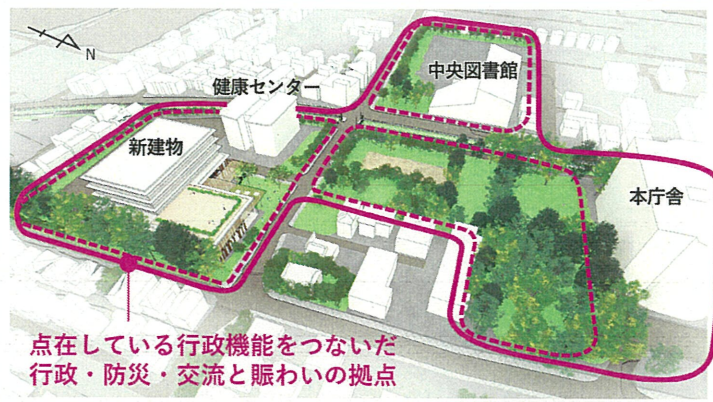 N
健康センター
中央図書館
新建物
本庁舎
点在している行政機能をつないだ
行政・防災・交流と賑わいの拠点